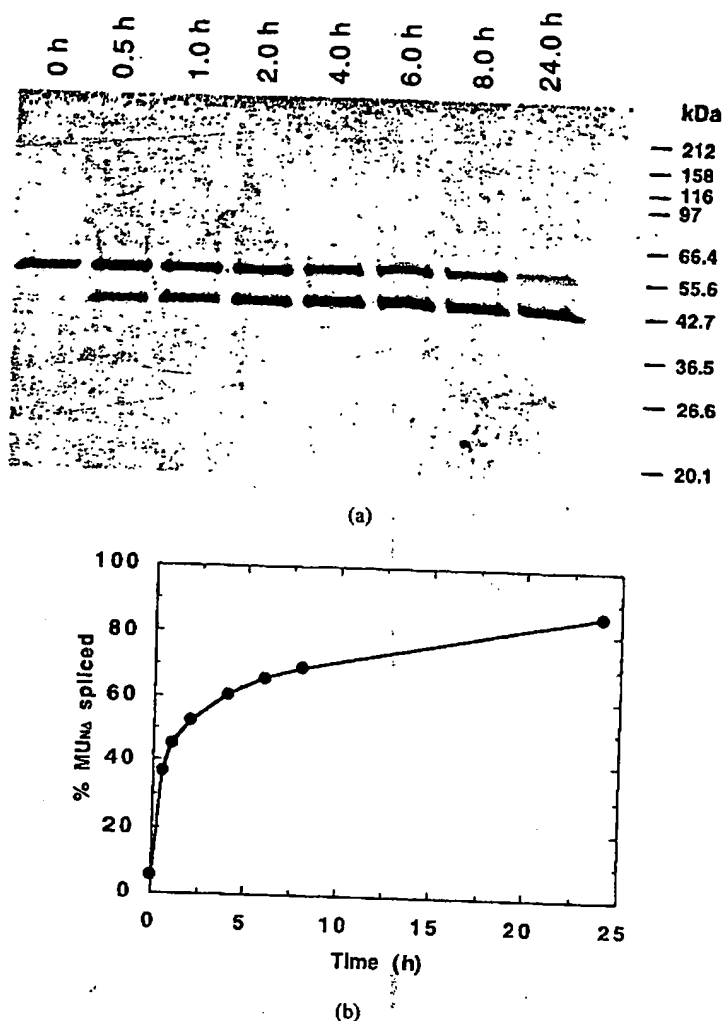 0 h 0.5 h 1.0 h 2.0 h 4.0 h 6.0 h 8.0 h 24.0 h
kDa
212
158
116
97
66.4
55.6
42.7
36.5
26.6
20.1
(a)
100
80
60
40
20
0
% MUNΔ spliced
0 5 10 15 20 25
Time (h)
(b)